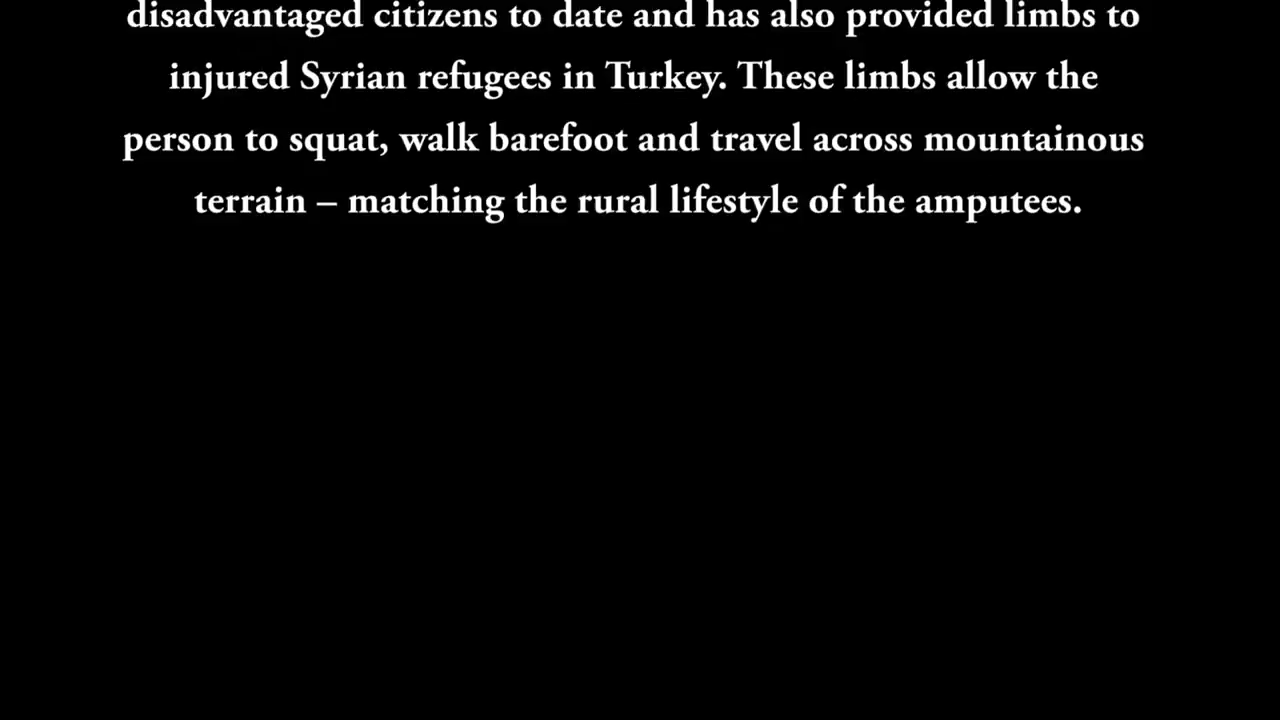 disadvantaged citizens to date and has also provided limbs to
injured Syrian refugees in Turkey. These limbs allow the
person to squat, walk barefoot and travel across mountainous
terrain – matching the rural lifestyle of the amputees.